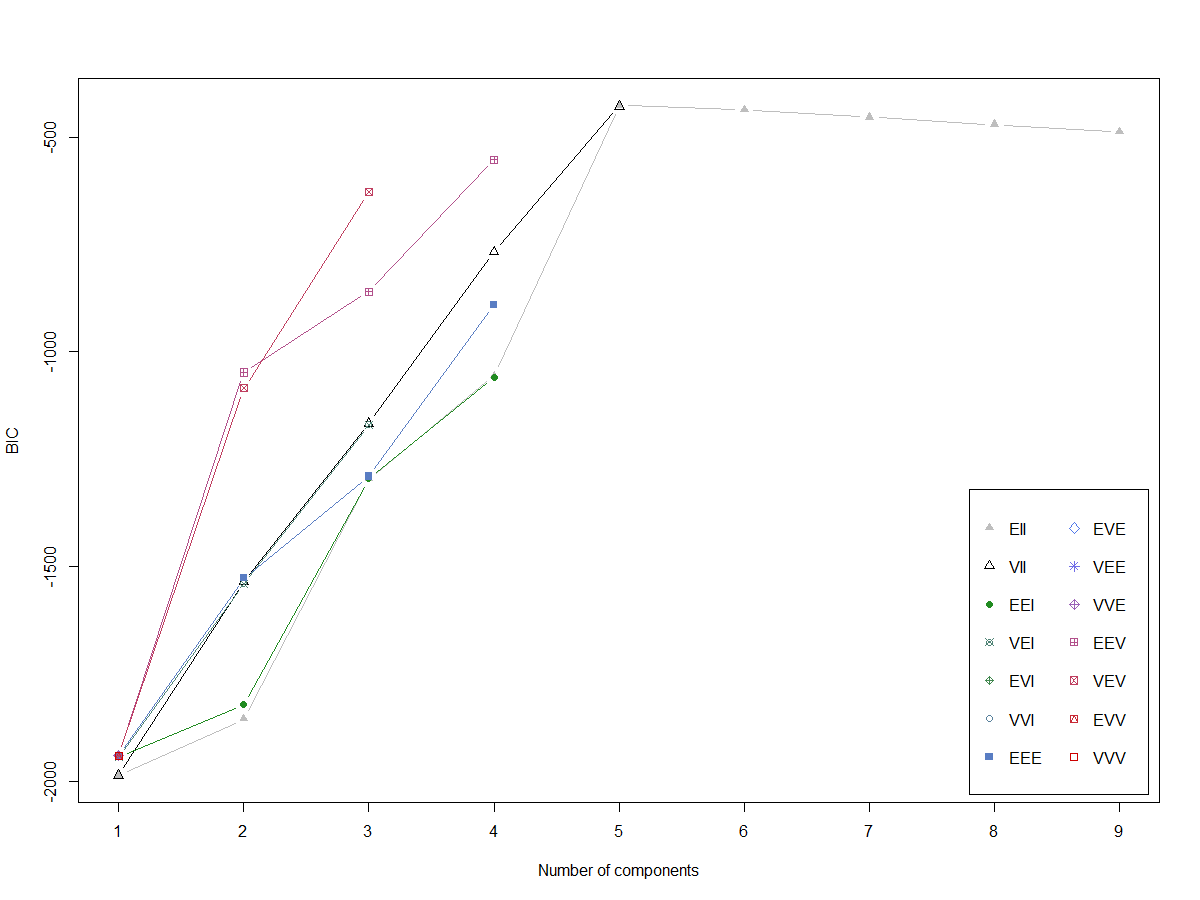 -500
-1000
-1500
-2000
BIC
1 2 3 4 5 6 7 8 9
Number of components
EII EVE
VII VEE
EEI VVE
VEI EEV
EVI VEV
VVI EVV
EEE VVV